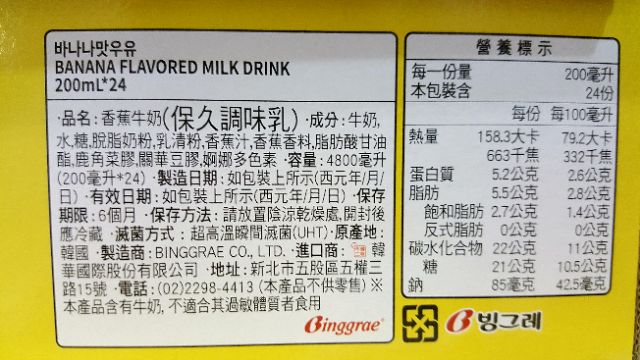 바나나맛우유
BANANA FLAVORED MILK DRINK
200mL*24
·品名:香蕉牛奶(保久調味乳)·成分:牛奶,
水,糖,脫脂奶粉,乳清粉,香蕉汁,香蕉香料,脂肪酸甘油
酯,鹿角菜膠,關華豆膠,婀娜多色素 ·容量:4800毫升
(200毫升*24) ·製造日期:如包裝上所示(西元年/月/
日) ·有效日期:如包裝上所示(西元年/月/日) ·保存
期限:6個月 ·保存方法:請放置陰涼乾燥處,開封後
應冷藏 ·滅菌方式:超高溫瞬間滅菌(UHT)·原產地:
韓國 ·製造商:BINGGRAE CO., LTD. ·進口商: 韓
華國際股份有限公司 ·地址:新北市五股區五權三
路15號 ·電話:(02)2298-4413 (本產品不供零售) ※
本產品含有牛奶, 不適合其過敏體質者食用
Binggrae
營養標示
每一份量 200毫升
本包裝含 24份
每份 每100毫升
熱量 158.3大卡 79.2大卡
663千焦 332千焦
蛋白質 5.2公克 2.6公克
脂肪 5.5公克 2.8公克
飽和脂肪 2.7公克 1.4公克
反式脂肪 0公克 0公克
碳水化合物 22公克 11公克
糖 21公克 10.5公克
鈉 85毫克 42.5毫克
빙그레